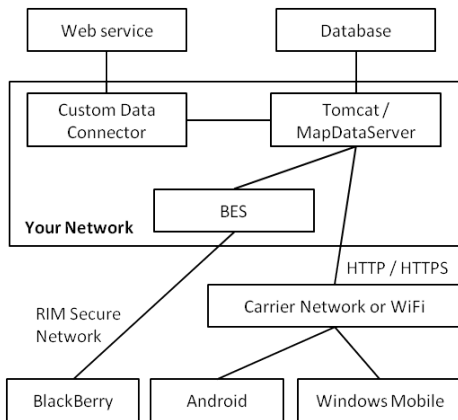 Web service
Database
Custom Data
Connector
Tomcat /
MapDataServer
BES
Your Network
HTTP / HTTPS
RIM Secure
Network
Carrier Network or WiFi
BlackBerry
Android
Windows Mobile